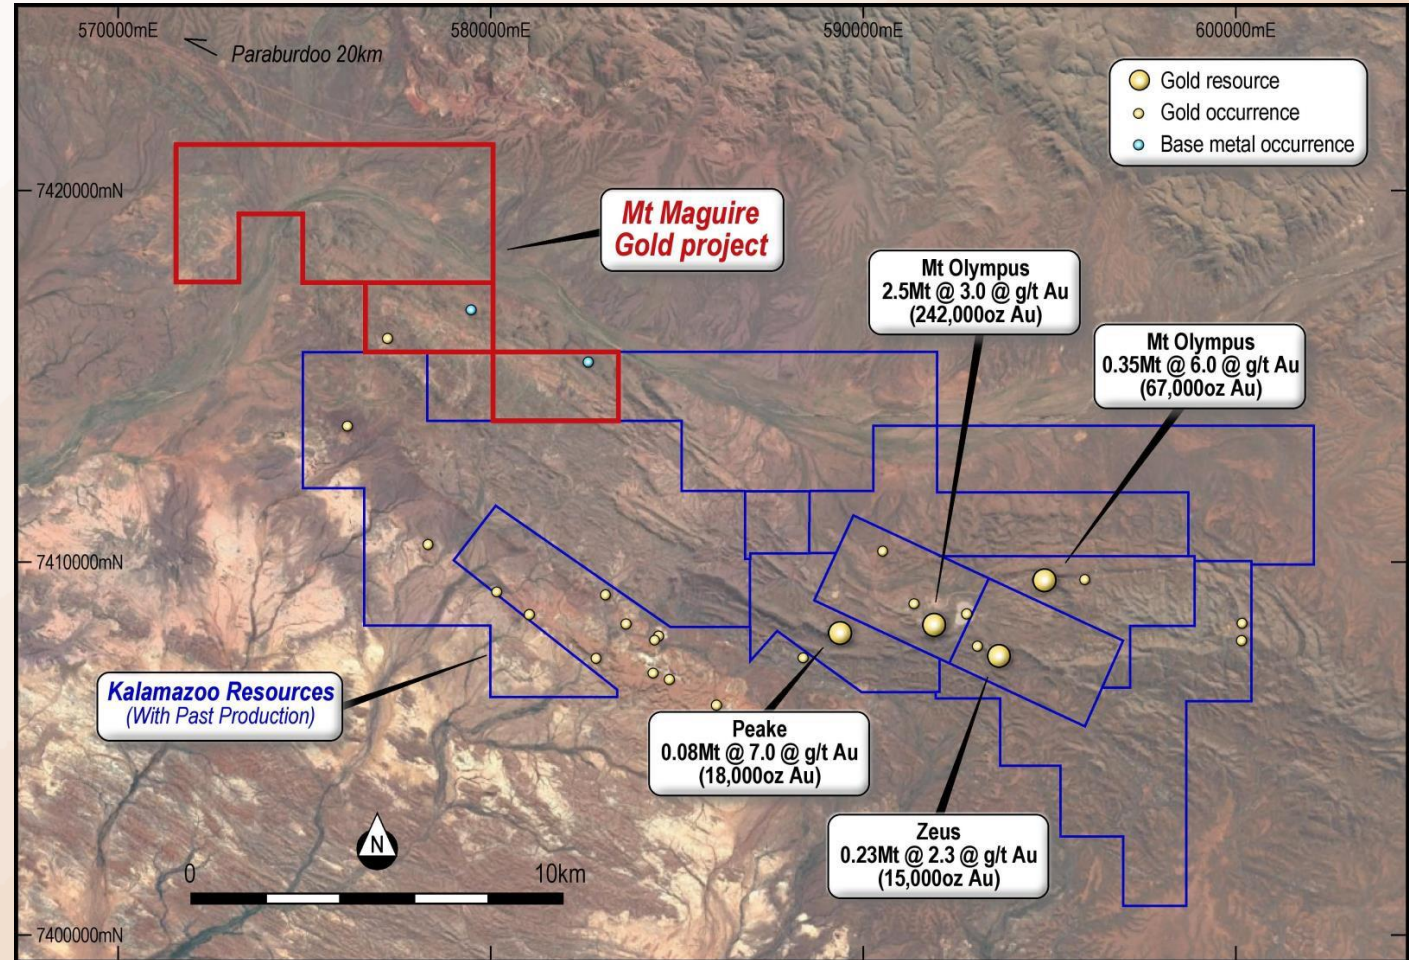 570000mE
580000mE
590000mE
600000mE
Paraburdoo 20km
Gold resource
Gold occurrence
Base metal occurrence
7420000mN
Mt Maguire
Gold project
Mt Olympus
2.5Mt @ 3.0 @ g/t Au
(242,000oz Au)
Mt Olympus
0.35Mt @ 6.0 @ g/t Au
(67,000oz Au)
7410000mN
Kalamazoo Resources
(With Past Production)
Peake
0.08Mt @ 7.0 @ g/t Au
(18,000oz Au)
Zeus
0.23Mt @ 2.3 @ g/t Au
(15,000oz Au)
N
0
10km
7400000mN